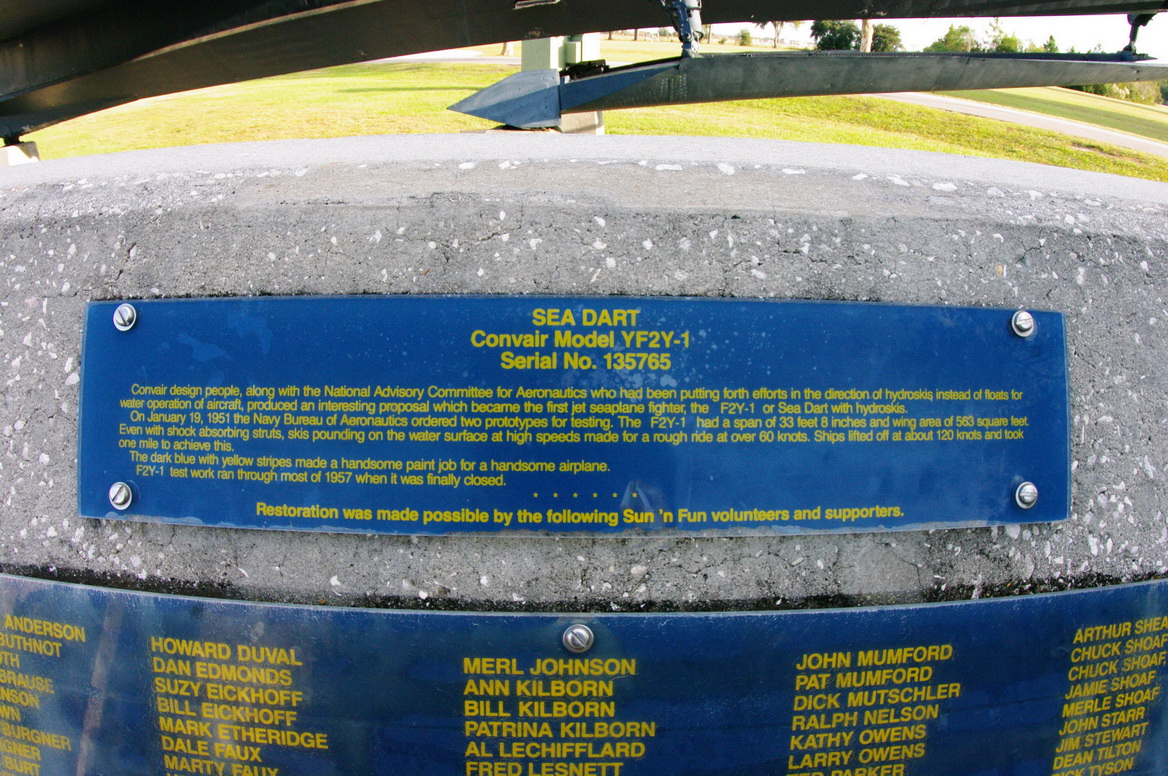 SEA DART
Convair Model YF2Y-1
Serial No. 135765
Convair design people, along with the National Advisory Committee for Aeronautics who had been putting forth efforts in the direction of hydroskis instead of floats for
water operation of aircraft, produced an interesting proposal which became the first jet seaplane fighter, the F2Y-1 or Sea Dart with hydroskis.
On January 19, 1951 the Navy Bureau of Aeronautics ordered two prototypes for testing. The F2Y-1 had a span of 33 feet 8 inches and wing area of 563 square feet.
Even with shock absorbing struts, skis pounding on the water surface at high speeds made for a rough ride at over 60 knots. Ships lifted off at about 120 knots and took
one mile to achieve this.
The dark blue with yellow stripes made a handsome paint job for a handsome airplane.
F2Y-1 test work ran through most of 1957 when it was finally closed.
* * * * * *
Restoration was made possible by the following Sun 'n Fun volunteers and supporters.
ANDERSON
BURGNER
BURT
HOWARD DUVAL
DAN EDMONDS
SUZY EICKHOFF
BILL EICKHOFF
MARK ETHERIDGE
DALE FAUX
MARTY FAUX
MERL JOHNSON
ANN KILBORN
BILL KILBORN
PATRINA KILBORN
AL LECHIFFLARD
FRED LESNETT
JOHN MUMFORD
PAT MUMFORD
DICK MUTSCHLER
RALPH NELSON
KATHY OWENS
LARRY OWENS
TED PARKER
ARTHUR SHEA
CHUCK SHOAF
CHUCK SHOAF,
JAMIE SHOAF
MERLE SHOAF
JOHN STARR
JIM STEWART
DEAN TILTON
TYSON